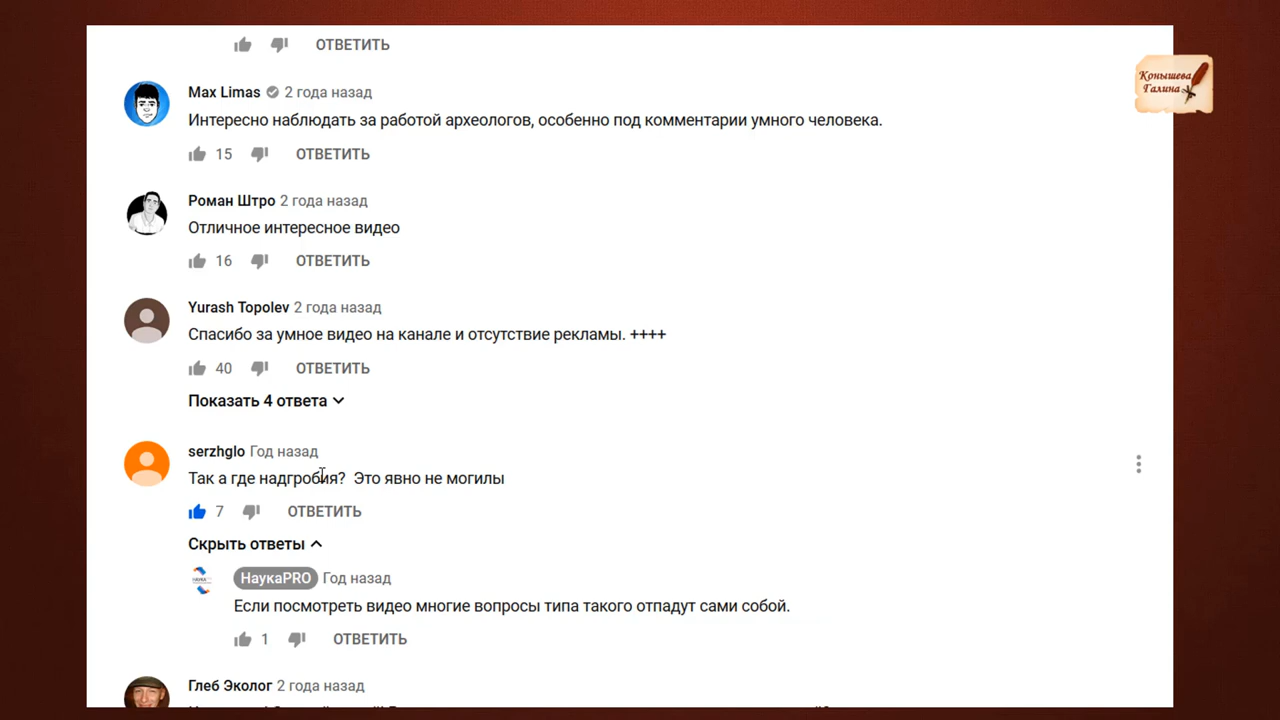 ОТВЕТИТЬ
Конышева
Галина
Max Limas 2 года назад
Интересно наблюдать за работой археологов, особенно под комментарии умного человека.
15 ОТВЕТИТЬ
Роман Штро 2 года назад
Отличное интересное видео
16 ОТВЕТИТЬ
Yurash Topolev 2 года назад
Спасибо за умное видео на канале и отсутствие рекламы. ++++
40 ОТВЕТИТЬ
Показать 4 ответа
serzhglo Год назад
Так а где надгробия? Это явно не могилы
7 ОТВЕТИТЬ
Скрыть ответы
НаукаPRO Год назад
Если посмотреть видео многие вопросы типа такого отпадут сами собой.
1 ОТВЕТИТЬ
Глеб Эколог 2 года назад